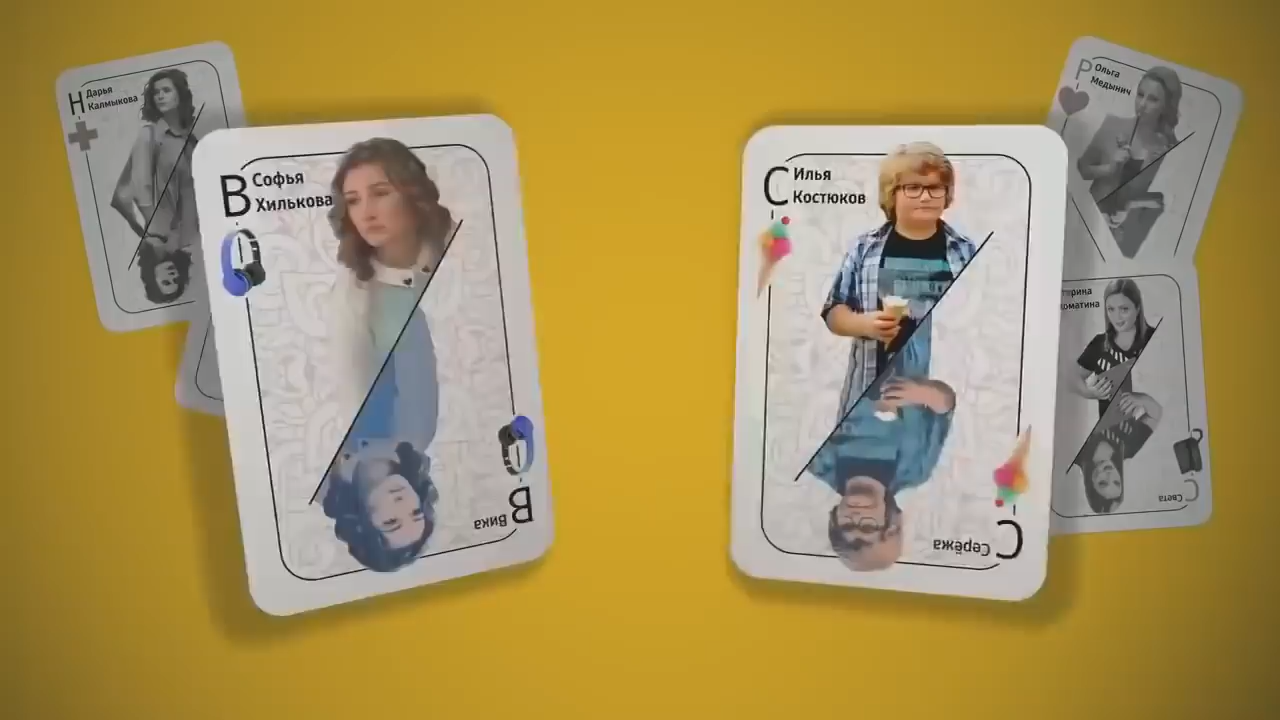 Н
Дарья
Калмыкова
В
Софья
Хилькова
В
Вика
С
Илья
Костюков
С
Серёжа
Р
Ольга
Медынич
С
Света